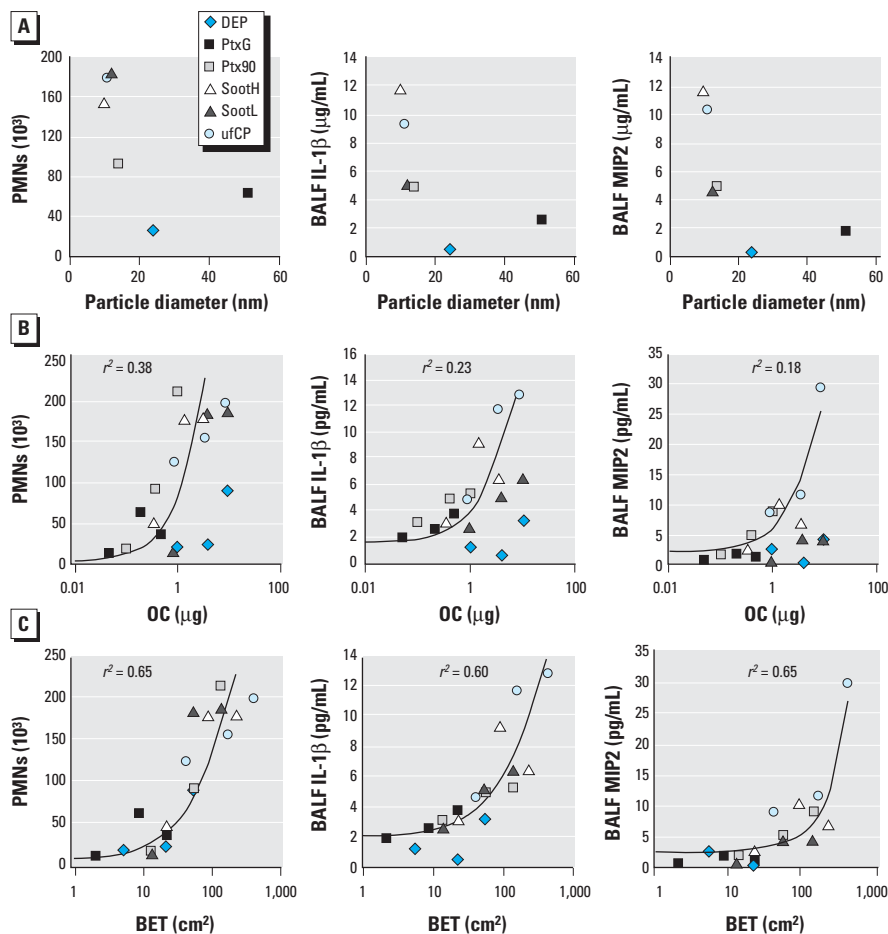 A
DEP
PtxG
Ptx90
SootH
SootL
ufCP
PMNs (10³)
200
160
120
80
40
0
0 20 40 60
Particle diameter (nm)
BALF IL-1β (µg/mL)
14
12
10
8
6
4
2
0
0 20 40 60
Particle diameter (nm)
BALF MIP2 (µg/mL)
14
12
10
8
6
4
2
0
0 20 40 60
Particle diameter (nm)
B
PMNs (10³)
250
200
150
100
50
0
r² = 0.38
0.01 1 100
OC (µg)
BALF IL-1β (pg/mL)
16
14
12
10
8
6
4
2
0
r² = 0.23
0.01 1 100
OC (µg)
BALF MIP2 (pg/mL)
35
30
25
20
15
10
5
0
r² = 0.18
0.01 1 100
OC (µg)
C
PMNs (10³)
250
200
150
100
50
0
r² = 0.65
1 10 100 1,000
BET (cm²)
BALF IL-1β (pg/mL)
14
12
10
8
6
4
2
0
r² = 0.60
1 10 100 1,000
BET (cm²)
BALF MIP2 (pg/mL)
35
30
25
20
15
10
5
0
r² = 0.65
1 10 100 1,000
BET (cm²)